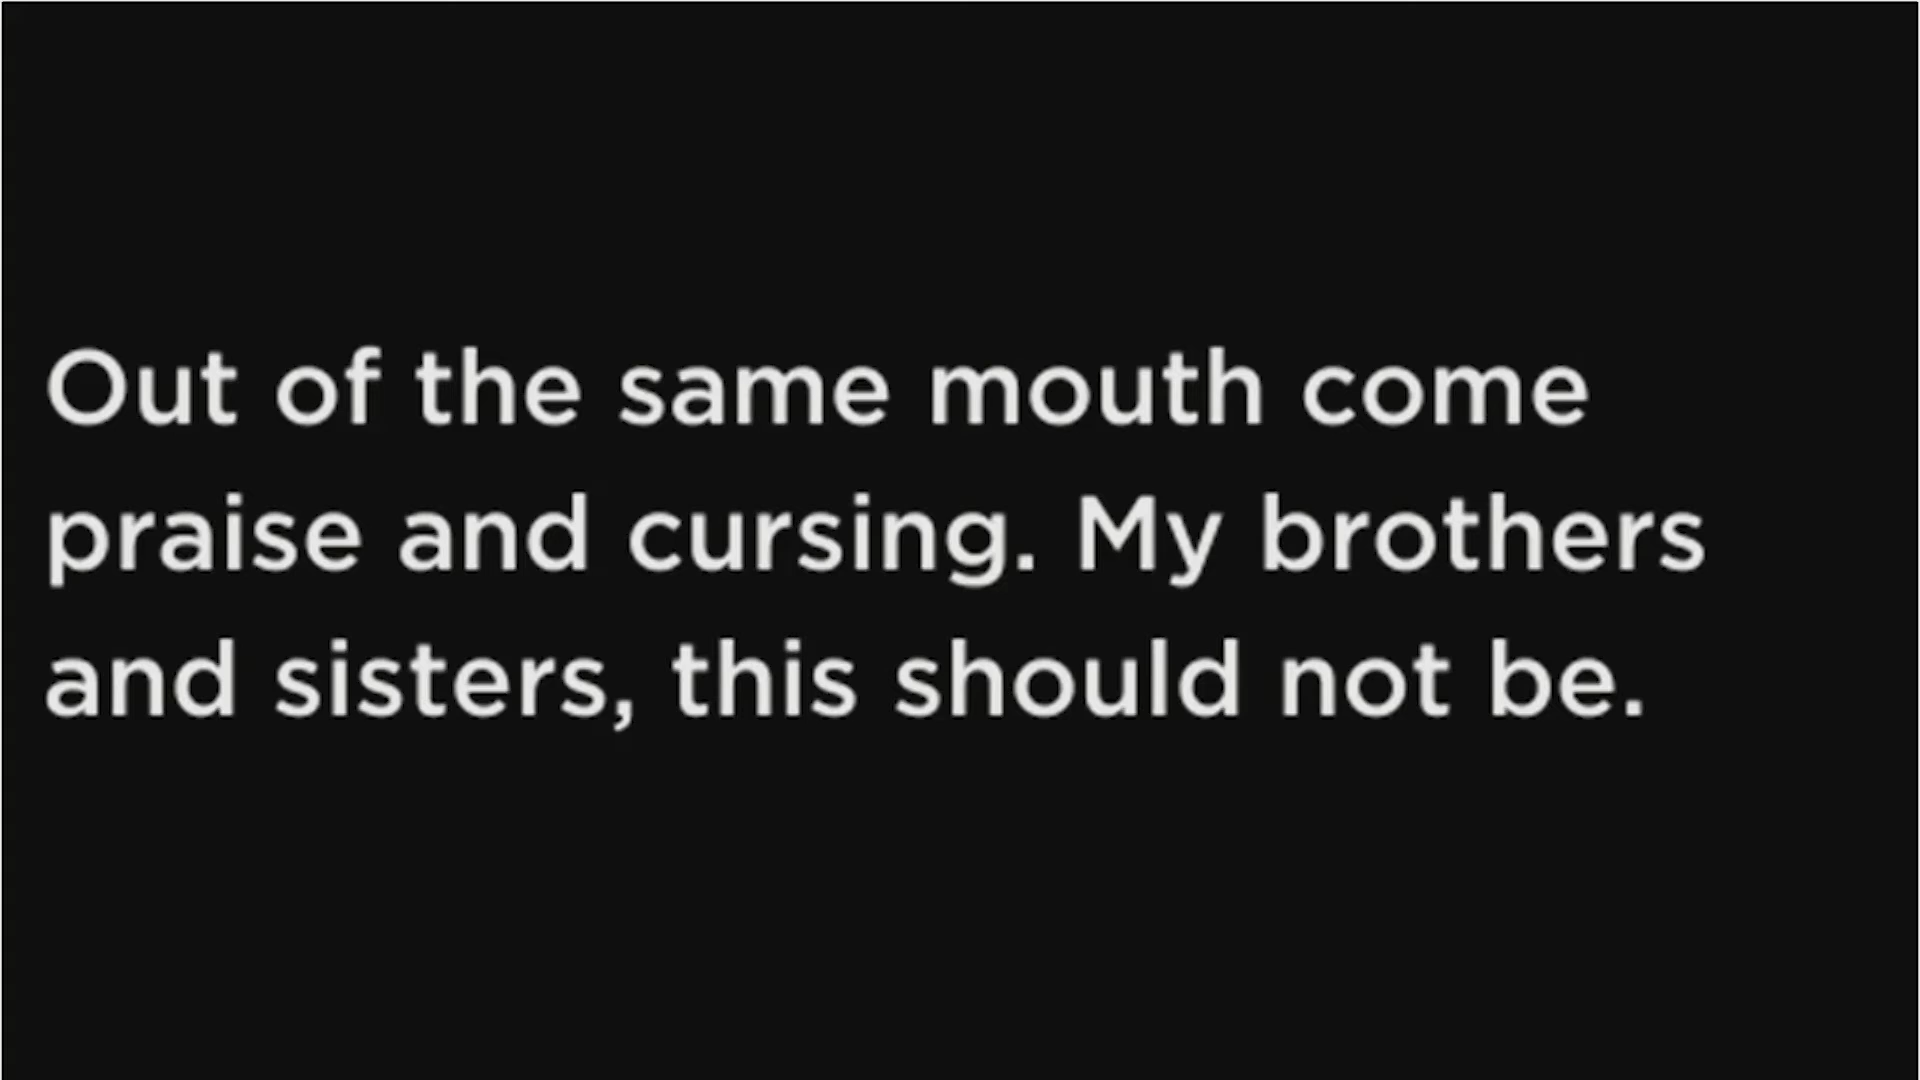 Out of the same mouth come
praise and cursing. My brothers
and sisters, this should not be.